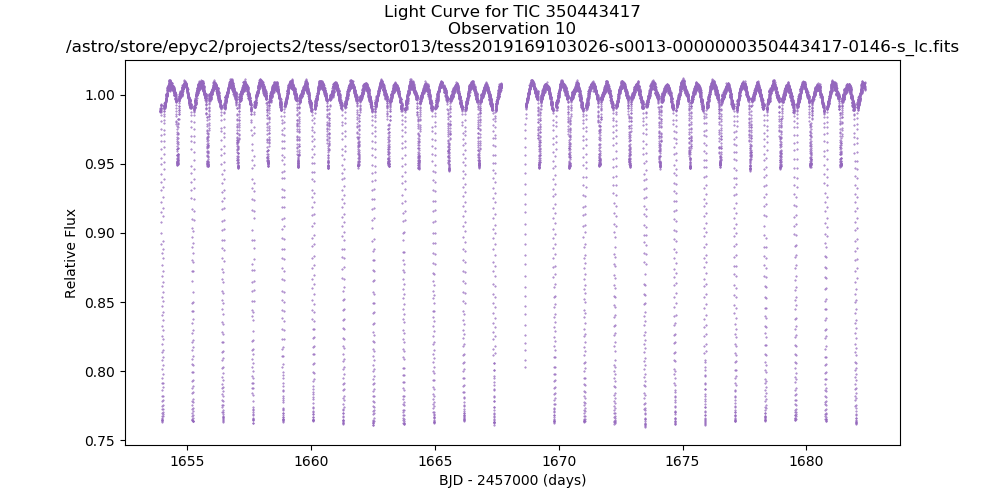 Light Curve for TIC 350443417
Observation 10
/astro/store/epyc2/projects2/tess/sector013/tess2019169103026-s0013-0000000350443417-0146-s_lc.fits
1.00
0.95
0.90
0.85
0.80
0.75
Relative Flux
1655 1660 1665 1670 1675 1680
BJD - 2457000 (days)